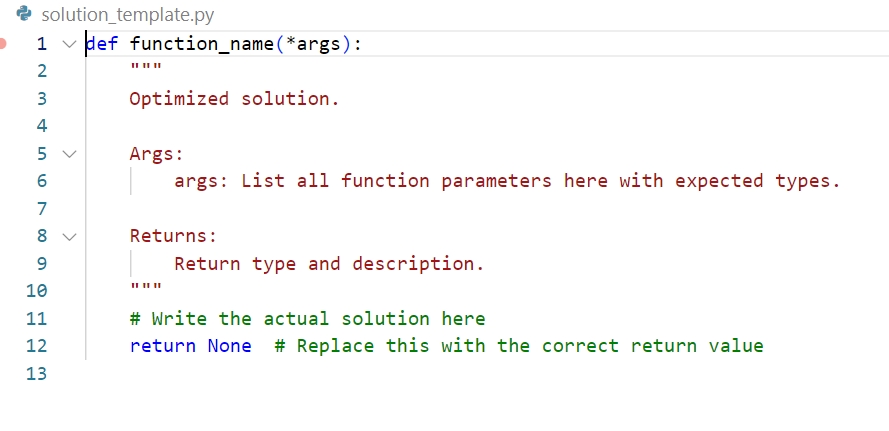 solution_template.py
1 def function_name(*args):
2 """
3 Optimized solution.
4
5 Args:
6 args: List all function parameters here with expected types.
7
8 Returns:
9 Return type and description.
10 """
11 # Write the actual solution here
12 return None  # Replace this with the correct return value
13